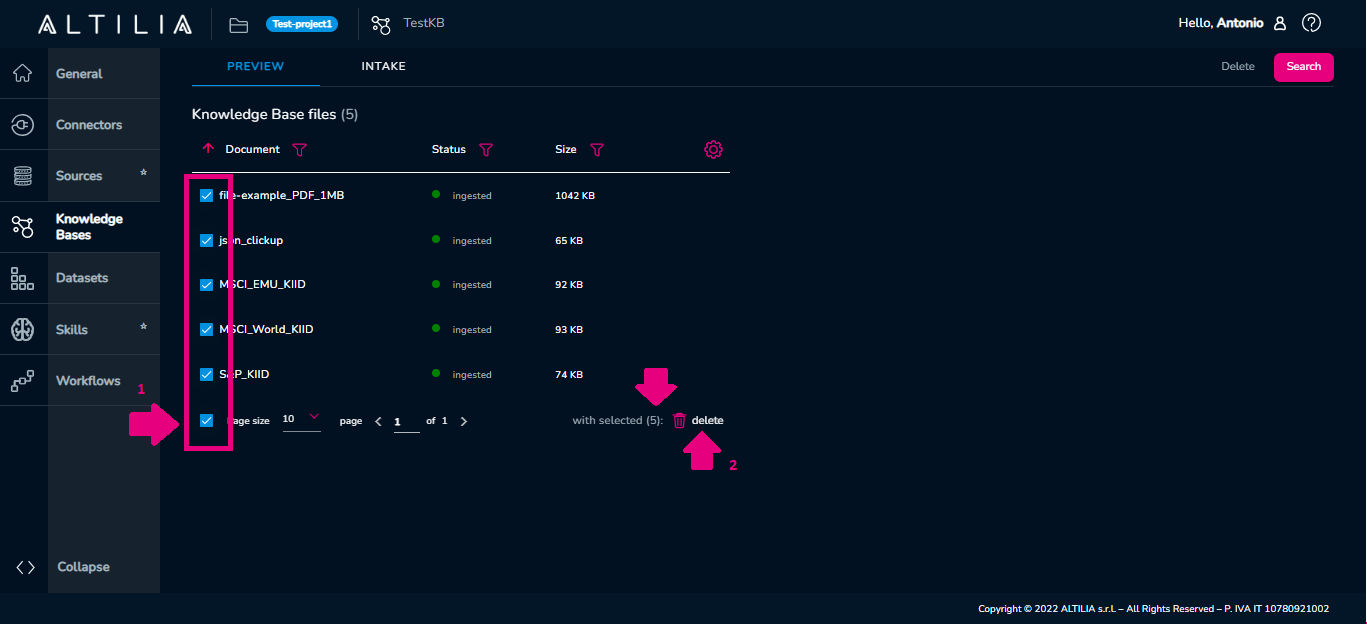 ALTILIA Test-project1 TestKB Hello, Antonio
General
Connectors
Sources
Knowledge
Bases
Datasets
Skills
Workflows
Collapse
PREVIEW INTAKE Delete Search
Knowledge Base files (5)
Document Status Size
file-example_PDF_1MB ingested 1042 KB
json_clickup ingested 65 KB
MSCI_EMU_KIID ingested 92 KB
MSCI_World_KIID ingested 93 KB
S&P_KIID ingested 74 KB
1
Page size 10 page 1 of 1 with selected (5): delete
2
Copyright © 2022 ALTILIA s.r.l. – All Rights Reserved – P. IVA IT 10780921002